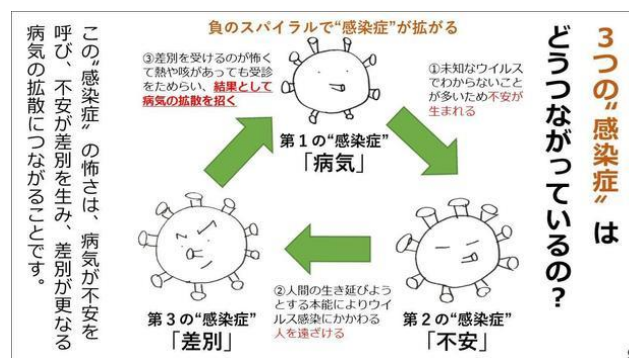 3つの“感染症”は
どうつながっているの？
負のスパイラルで“感染症”が拡がる
①未知なウイルス
でわからないこと
が多いため不安が
生まれる
第１の“感染症”
「病気」
第２の“感染症”
「不安」
②人間の生き延びよう
とする本能によりウイ
ルス感染にかかわる
人を遠ざける
第３の“感染症”
「差別」
③差別を受けるのが怖く
て熱や咳があっても受診
をためらい、結果として
病気の拡散を招く
この“感染症”の怖さは、病気が不安を
呼び、不安が差別を生み、差別が更なる
病気の拡散につながることです。